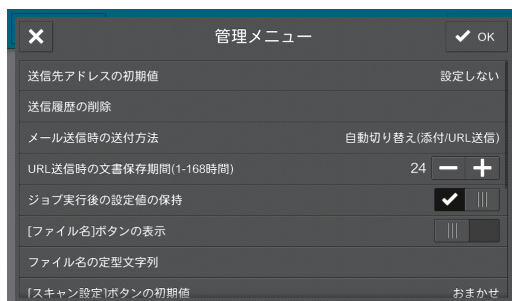 管理メニュー
OK
送信先アドレスの初期値 設定しない
送信履歴の削除
メール送信時の送付方法 自動切り替え(添付/URL送信)
URL送信時の文書保存期間(1-168時間) 24
ジョブ実行後の設定値の保持
[ファイル名]ボタンの表示
ファイル名の定型文字列
[スキャン設定]ボタンの初期値 おまかせ